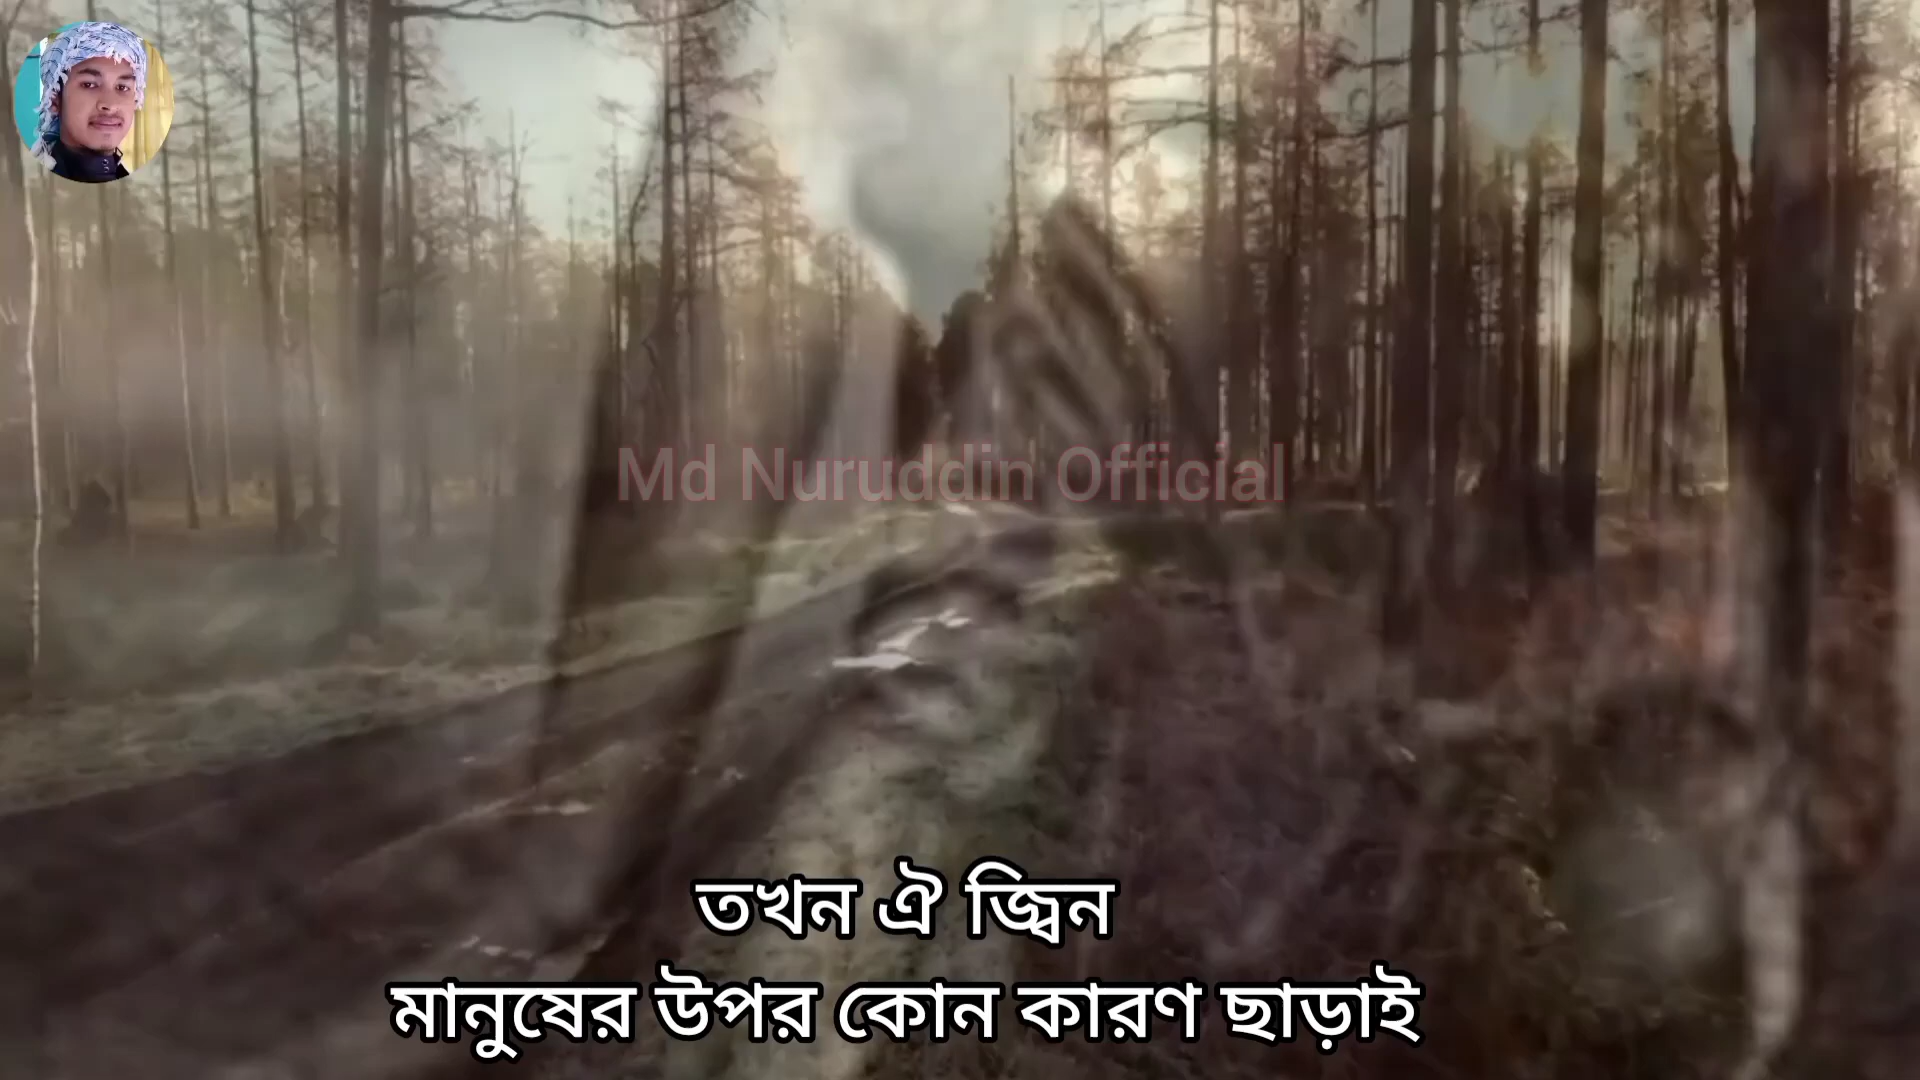 Md Nuruddin Official
তখন ঐ জ্বিন
মানুষের উপর কোন কারণ ছাড়াই